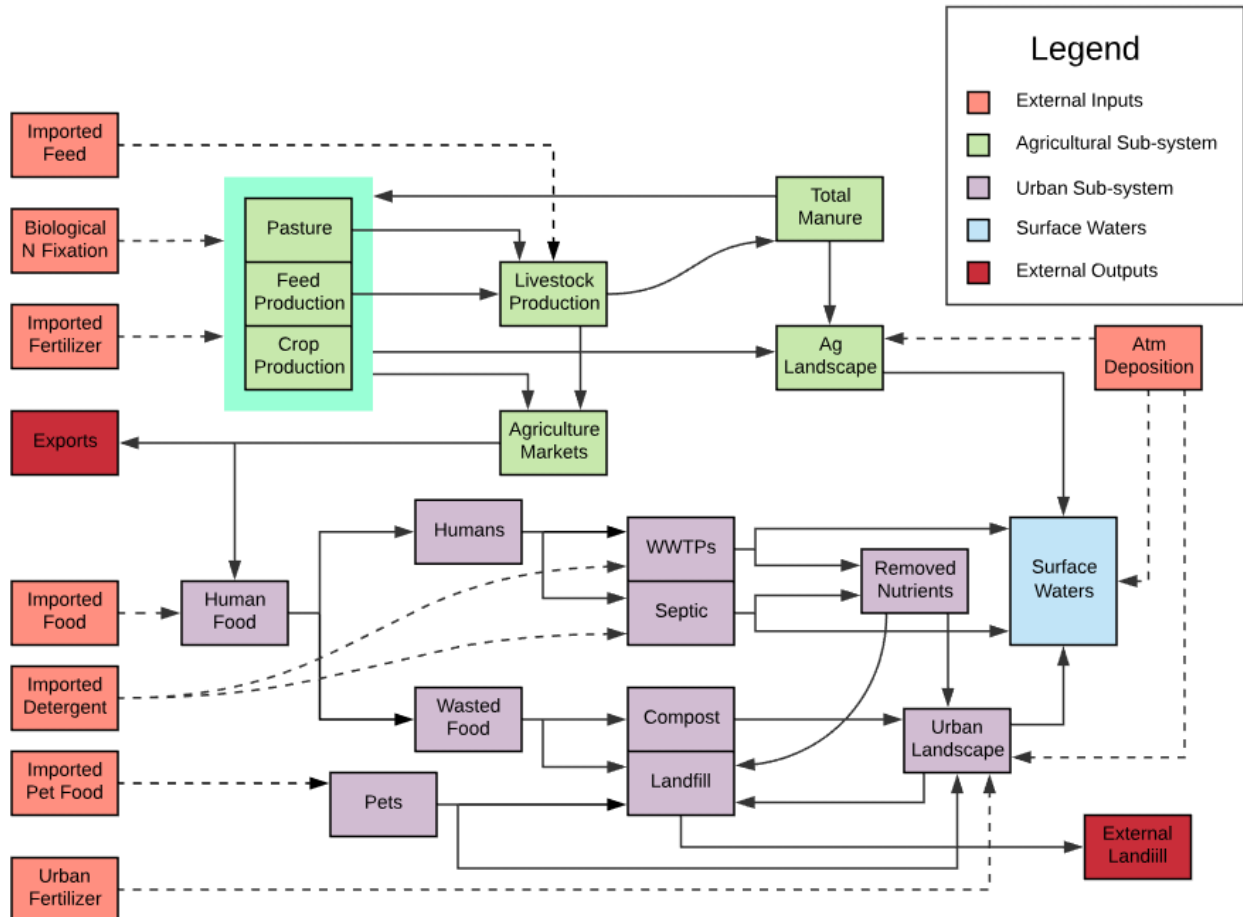 Legend
External Inputs
Agricultural Sub-system
Urban Sub-system
Surface Waters
External Outputs
Imported
Feed
Biological
N Fixation
Imported
Fertilizer
Pasture
Feed
Production
Crop
Production
Livestock
Production
Total
Manure
Ag
Landscape
Atm
Deposition
Exports
Agriculture
Markets
Humans
WWTPs
Septic
Removed
Nutrients
Surface
Waters
Imported
Food
Human
Food
Imported
Detergent
Wasted
Food
Compost
Landfill
Urban
Landscape
Imported
Pet Food
Pets
External
Landiill
Urban
Fertilizer